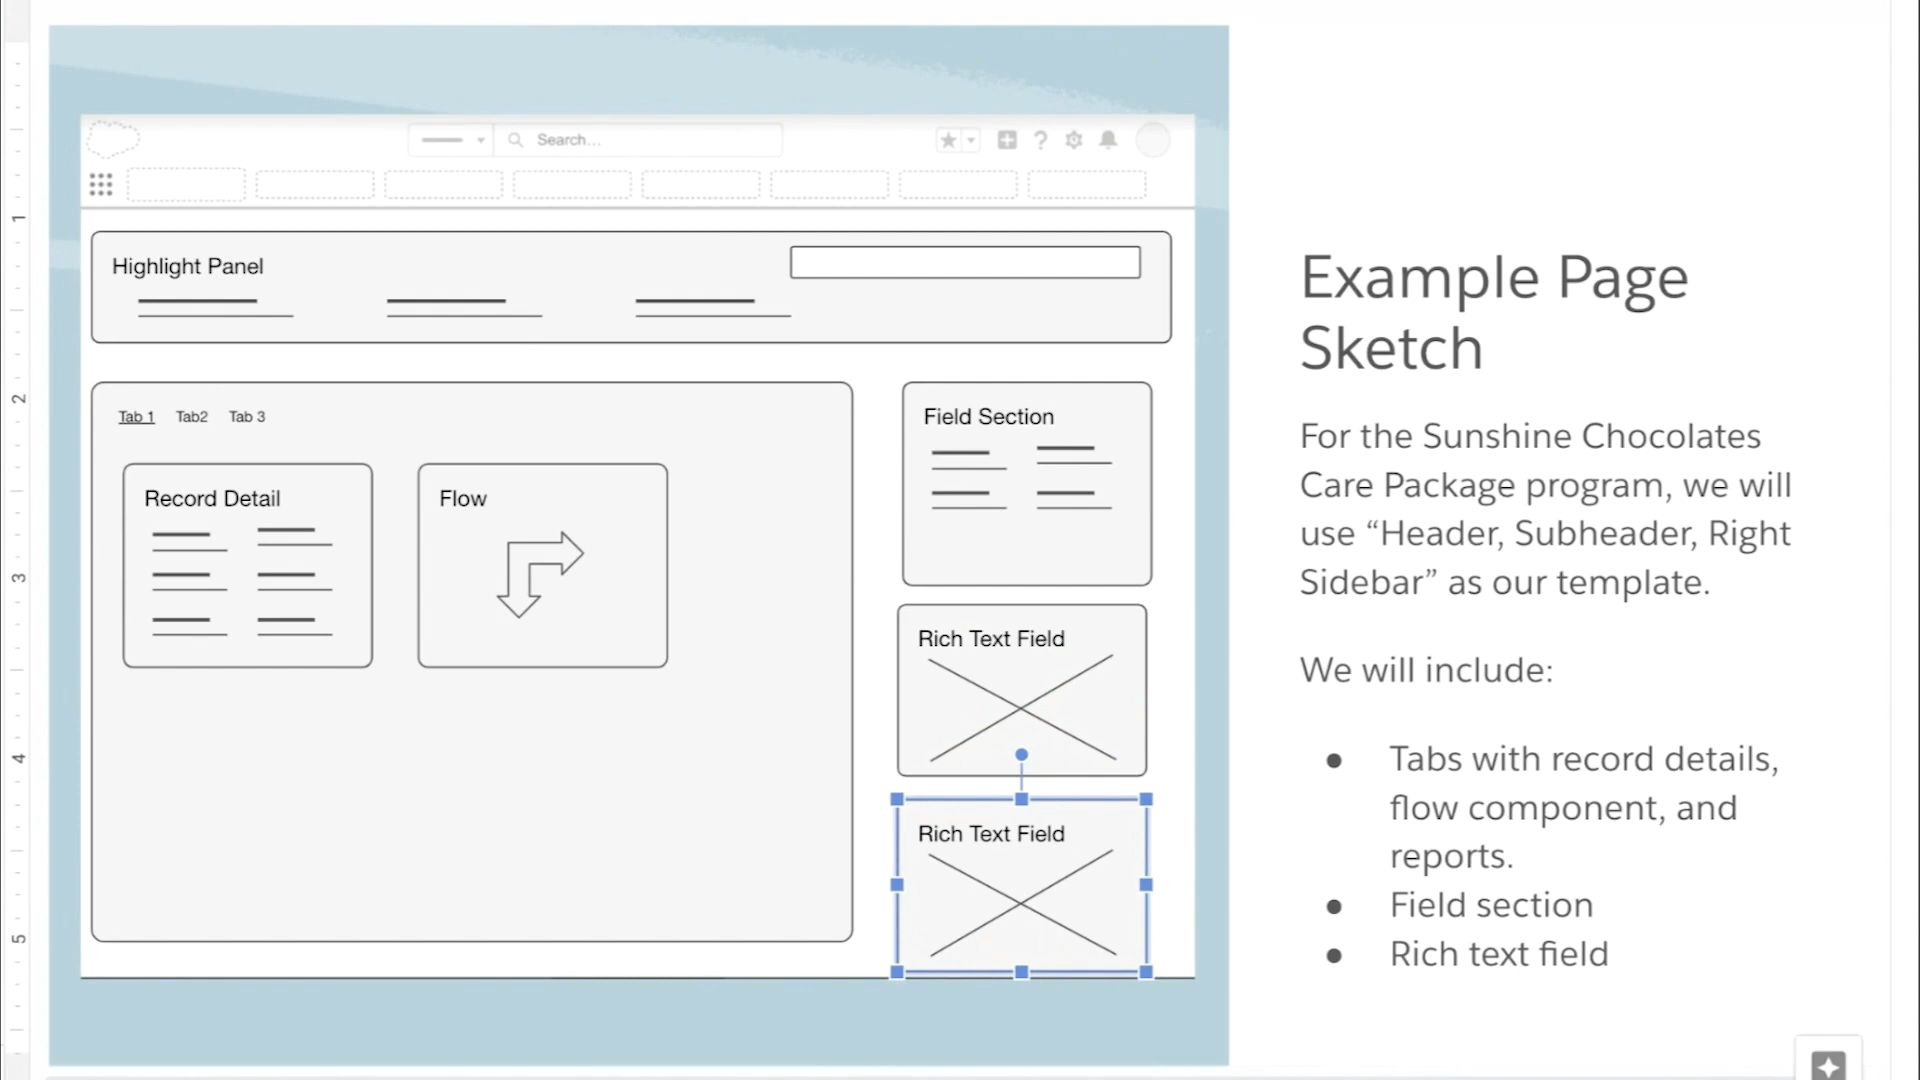 Search...
Highlight Panel
Tab 1 Tab2 Tab 3
Record Detail
Flow
Field Section
Rich Text Field
Rich Text Field
Example Page
Sketch
For the Sunshine Chocolates
Care Package program, we will
use “Header, Subheader, Right
Sidebar” as our template.
We will include:
● Tabs with record details,
flow component, and
reports.
● Field section
● Rich text field
1
2
3
4
5